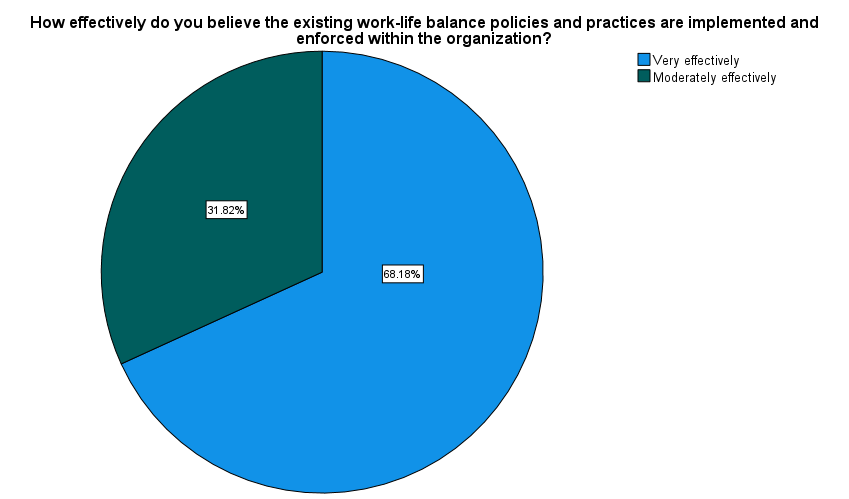 How effectively do you believe the existing work-life balance policies and practices are implemented and
enforced within the organization?
Very effectively
Moderately effectively
31.82%
68.18%